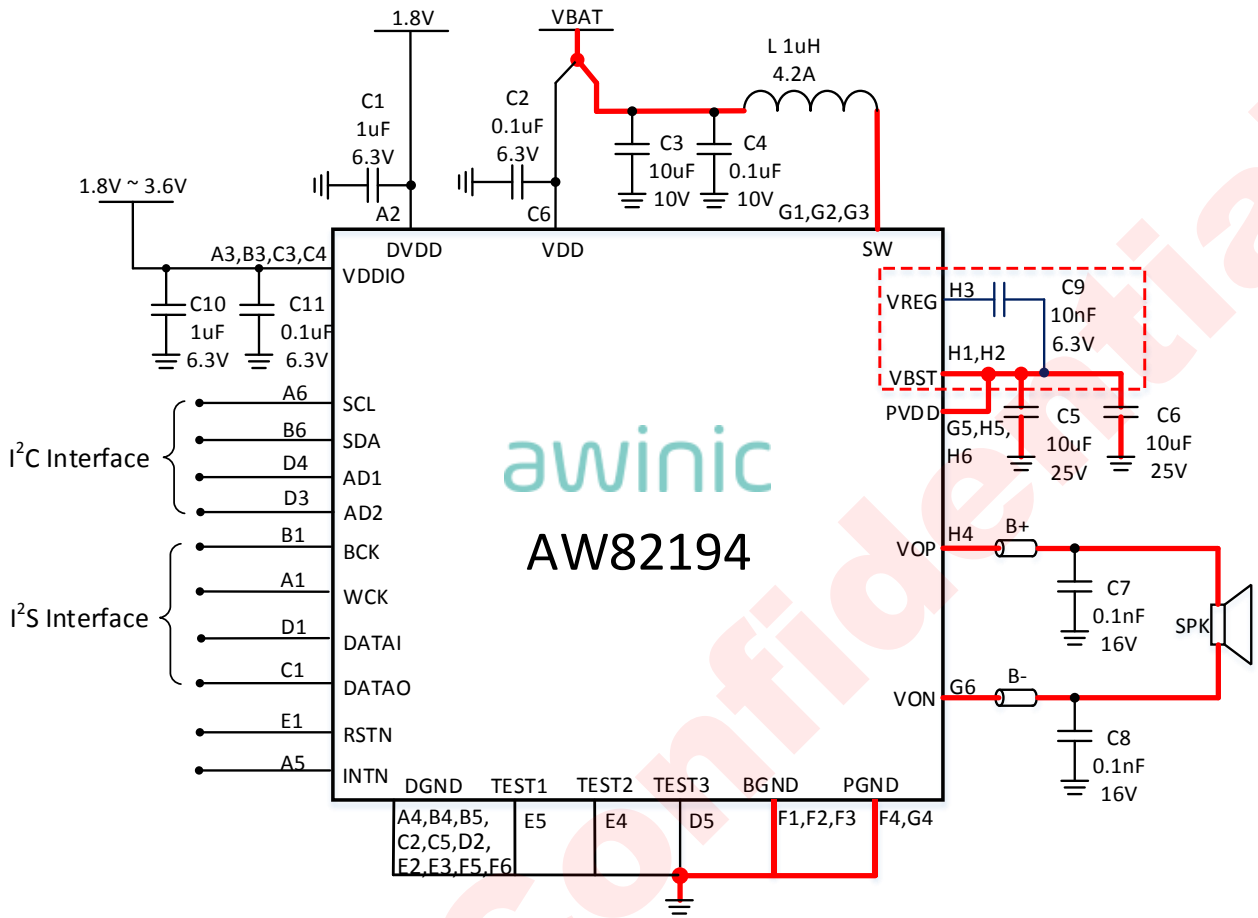 1.8V
VBAT
L 1uH
4.2A
C1
1uF
6.3V
C2
0.1uF
6.3V
C3
10uF
10V
C4
0.1uF
10V
1.8V ~ 3.6V
A2
C6
G1,G2,G3
DVDD
VDD
SW
A3,B3,C3,C4
VDDIO
C10
1uF
6.3V
C11
0.1uF
6.3V
VREG
H3
C9
10nF
6.3V
VBST
H1,H2
PVDD
G5,H5,
H6
C5
10uF
25V
C6
10uF
25V
I²C Interface
A6
SCL
B6
SDA
D4
AD1
D3
AD2
I²S Interface
B1
BCK
A1
WCK
D1
DATAI
C1
DATAO
E1
RSTN
A5
INTN
awinic
AW82194
VOP
H4
B+
C7
0.1nF
16V
SPK
VON
G6
B-
C8
0.1nF
16V
DGND
TEST1
TEST2
TEST3
BGND
PGND
A4,B4,B5,
C2,C5,D2,
E2,E3,F5,F6
E5
E4
D5
F1,F2,F3
F4,G4
Confidential